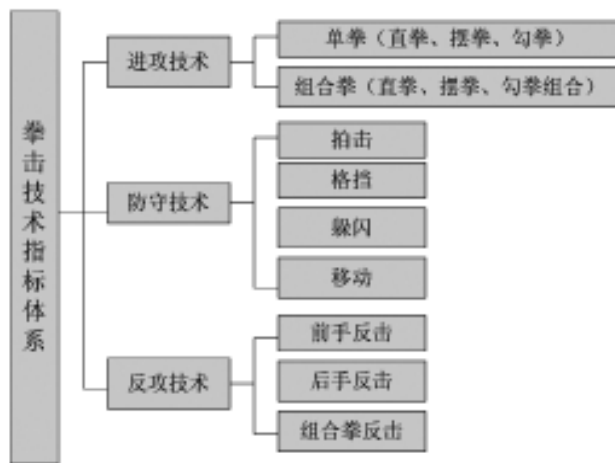 拳击技术指标体系
进攻技术
单拳（直拳、摆拳、勾拳）
组合拳（直拳、摆拳、勾拳组合）
防守技术
拍击
格挡
躲闪
移动
反攻技术
前手反击
后手反击
组合拳反击